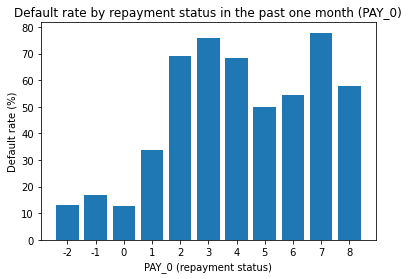 Default rate by repayment status in the past one month (PAY_0)
80
70
60
50
40
30
20
10
0
Default rate (%)
-2 -1 0 1 2 3 4 5 6 7 8
PAY_0 (repayment status)